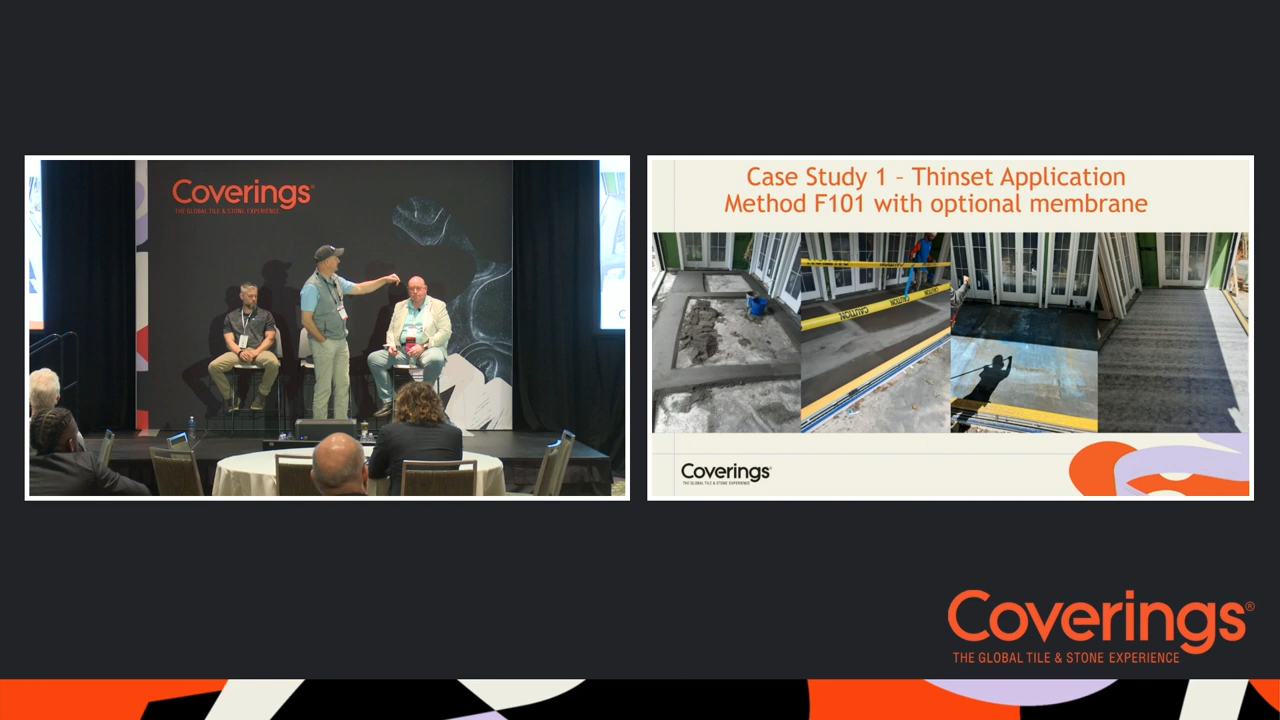 Coverings
THE GLOBAL TILE & STONE EXPERIENCE
Case Study 1 – Thinset Application
Method F101 with optional membrane
CAUTION
CAUTION
Coverings
THE GLOBAL TILE & STONE EXPERIENCE
Coverings®
THE GLOBAL TILE & STONE EXPERIENCE